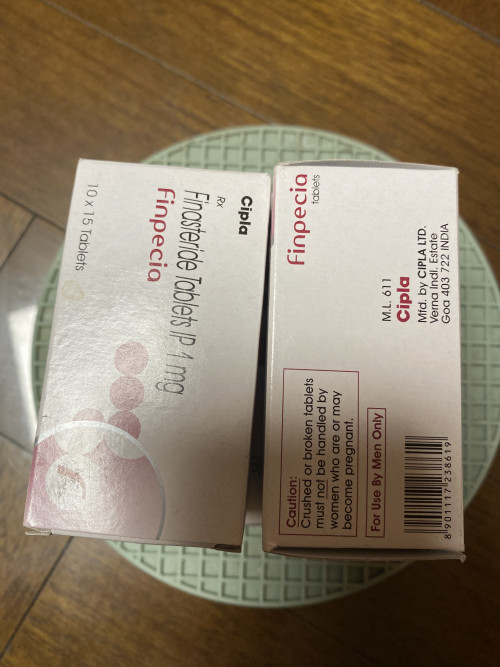 Cipla
Rx
Finasteride Tablets IP 1 mg
Finpecia
10 x 15 Tablets
Finpecia
tablets
M.L. 611
Cipla
Mfd. by CIPLA LTD.
Verna Indl. Estate
Goa 403 722 INDIA
Caution:
Crushed or broken tablets
must not be handled by
women who are or may
become pregnant.
For Use By Men Only
8 901117 238619